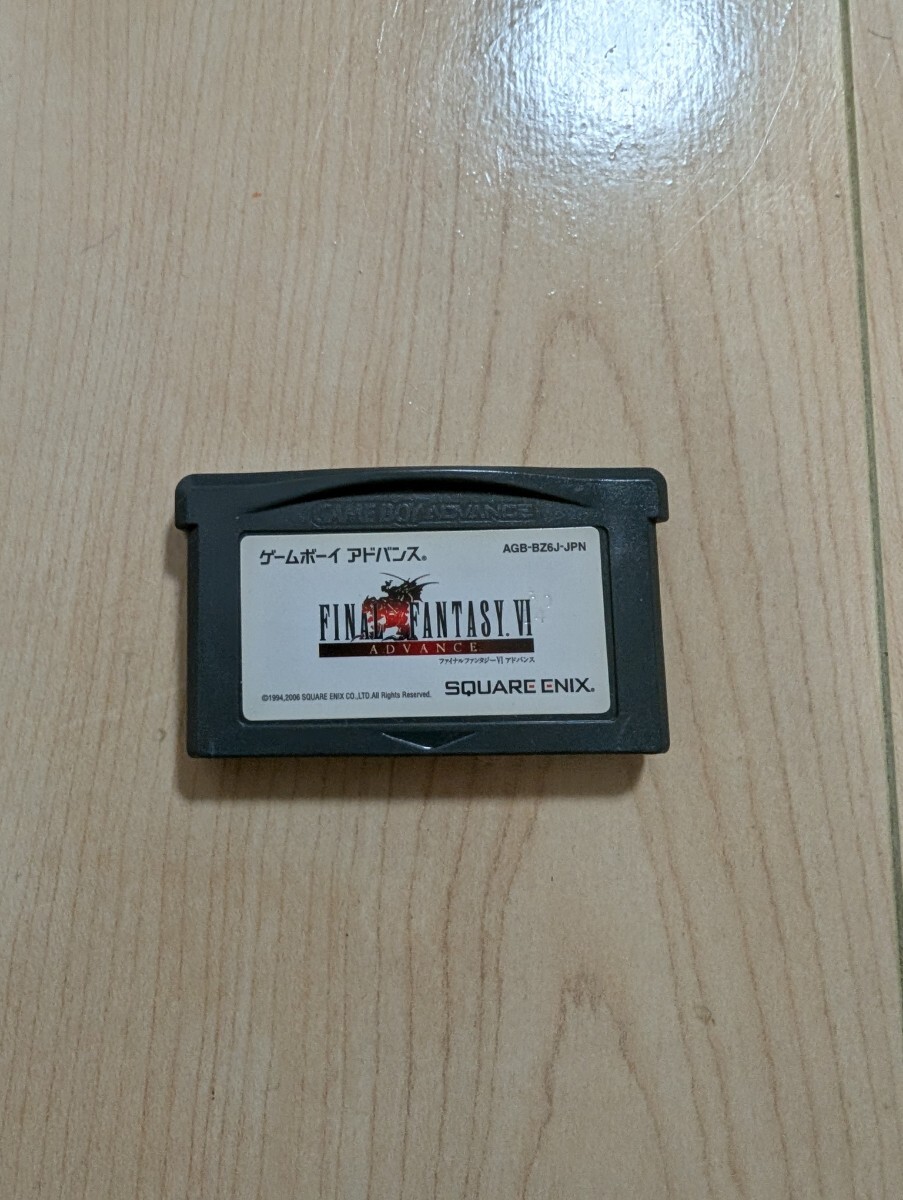 GAME BOY ADVANCE
ゲームボーイ アドバンス®
AGB-BZ6J-JPN
FINAL FANTASY. VI
ADVANCE
ファイナルファンタジーVI アドバンス
©1994,2006 SQUARE ENIX CO.,LTD.All Rights Reserved.
SQUARE ENIX®